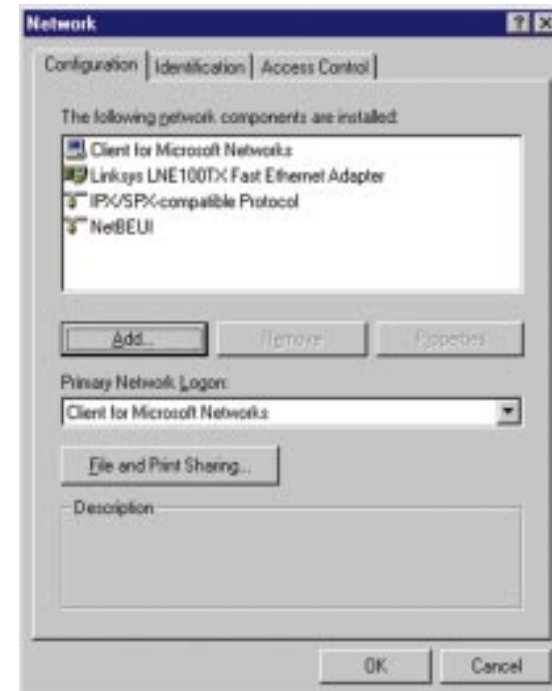 Network
Configuration Identification Access Control
The following network components are installed:
Client for Microsoft Networks
Linksys LNE100TX Fast Ethernet Adapter
IPX/SPX-compatible Protocol
NetBEUI
Add... Remove Properties
Primary Network Logon:
Client for Microsoft Networks
File and Print Sharing...
Description
OK Cancel